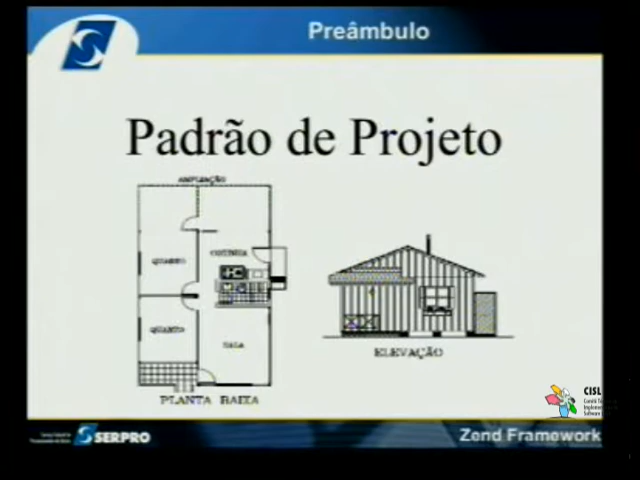 Preâmbulo
Padrão de Projeto
AMPLIAÇÃO
QUARTO
COZINHA
QUARTO
SALA
ELEVAÇÃO
PLANTA BAIXA
CISL
SERPRO
Zend Framework